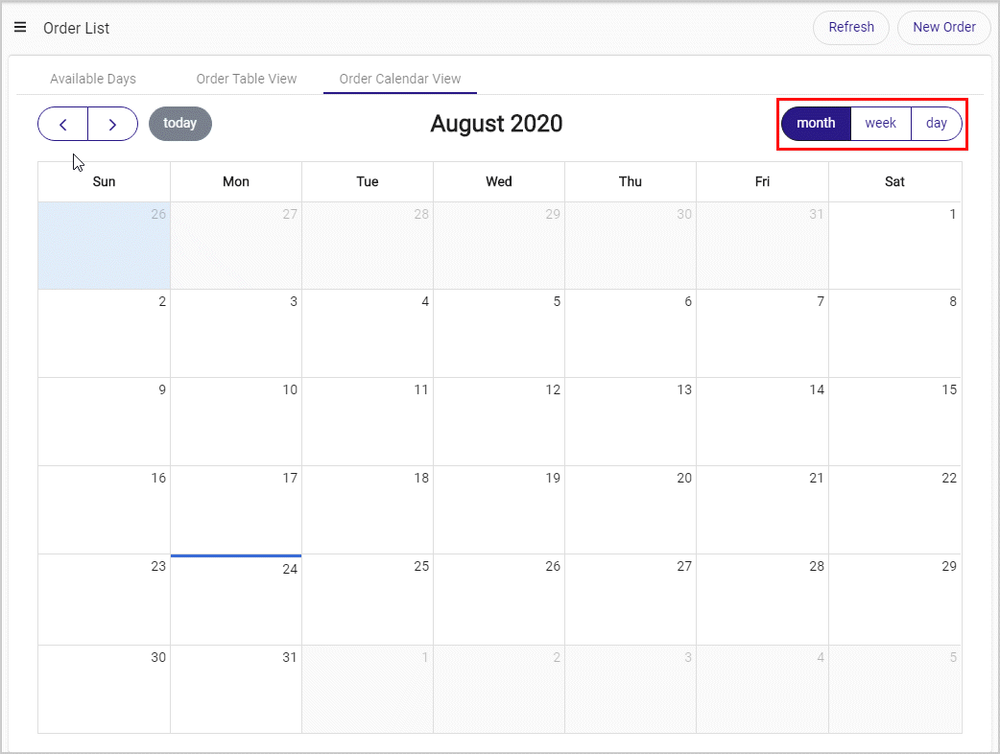 Order List Refresh New Order
Available Days Order Table View Order Calendar View
today August 2020 month week day
Sun Mon Tue Wed Thu Fri Sat
26 27 28 29 30 31 1
2 3 4 5 6 7 8
9 10 11 12 13 14 15
16 17 18 19 20 21 22
23 24 25 26 27 28 29
30 31 1 2 3 4 5